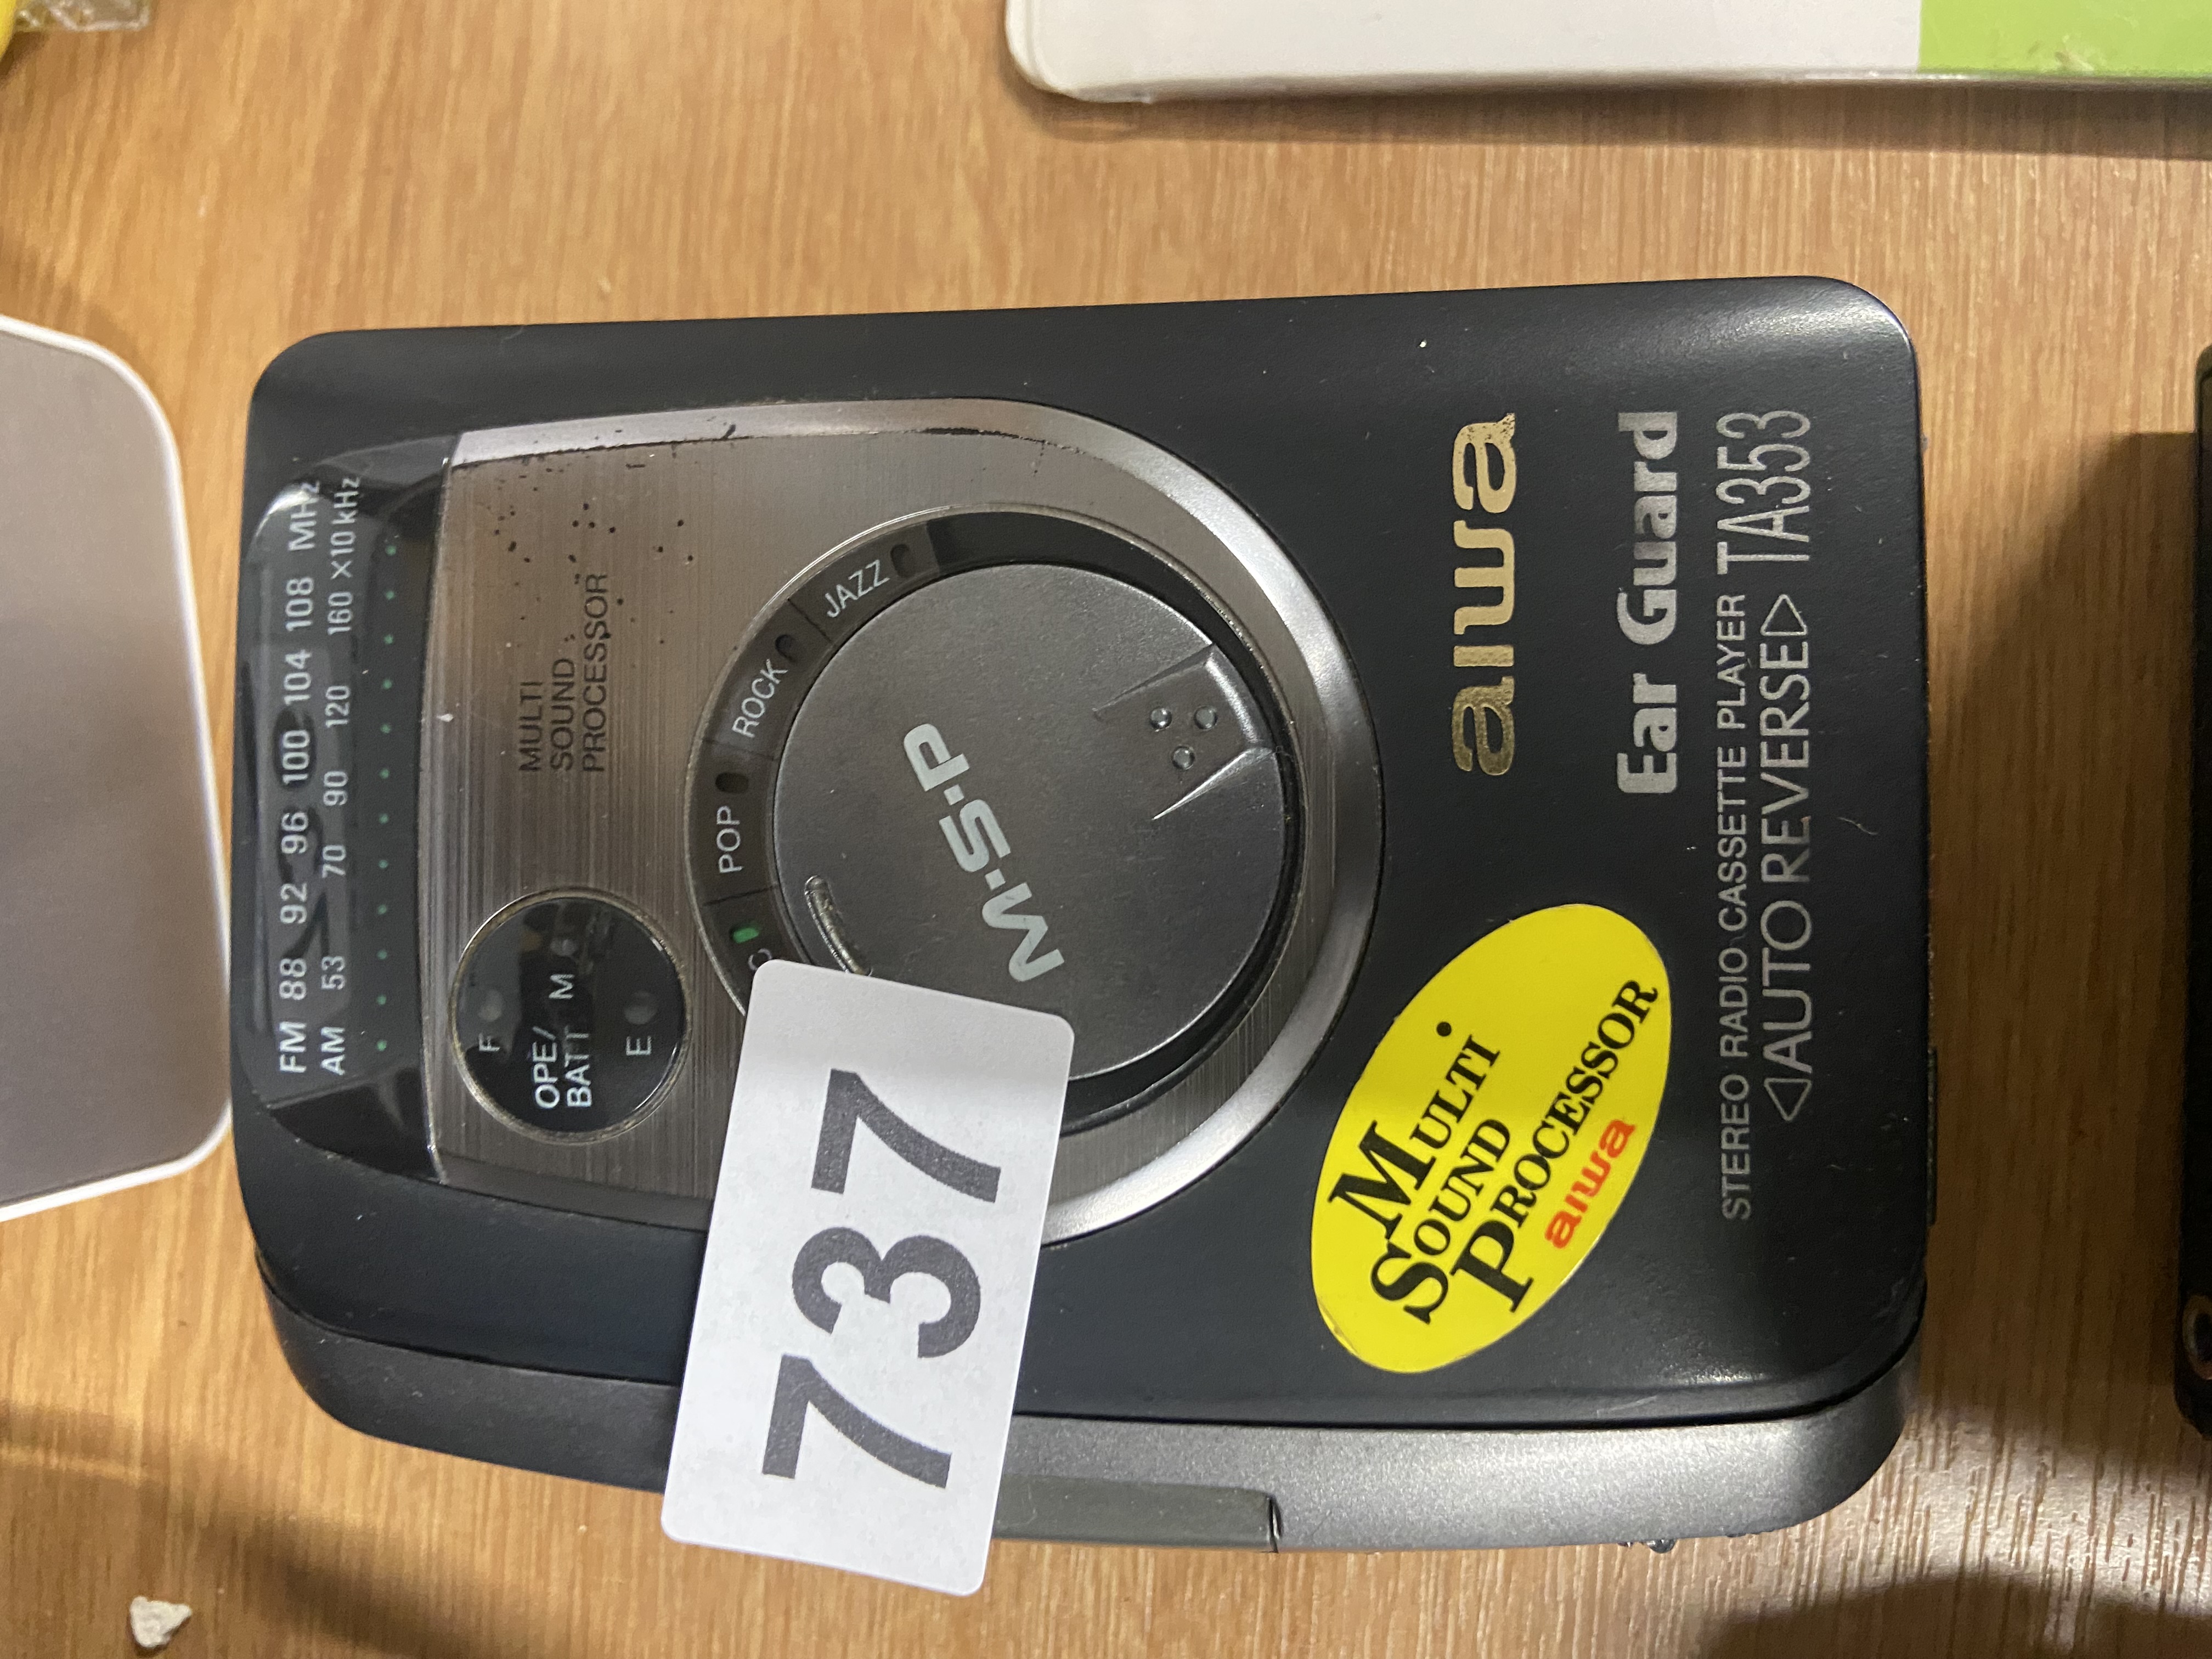 FM 88 92 96 100 104 108 MHz
AM 53 70 90 120 160 ×10 kHz
F
OPE/
BATT M
E
MULTI
SOUND
PROCESSOR
POP
ROCK
JAZZ
M·S·P
737
aiwa
Ear Guard
STEREO RADIO CASSETTE PLAYER TA353
◁AUTO REVERSE▷
MULTI
SOUND
PROCESSOR
aiwa